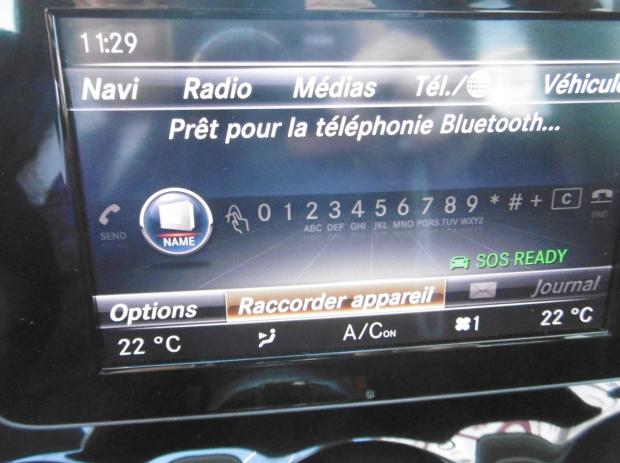 11:29
Navi Radio Médias Tél./ Véhicul
Prêt pour la téléphonie Bluetooth...
SEND NAME 0 1 2 3 4 5 6 7 8 9 * # + C END
ABC DEF GHI JKL MNO PQRS TUV WXYZ
SOS READY
Options Raccorder appareil Journal
22 °C A/C ON 1 22 °C